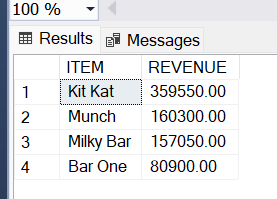 100 %
Results Messages
ITEM REVENUE
1 Kit Kat 359550.00
2 Munch 160300.00
3 Milky Bar 157050.00
4 Bar One 80900.00